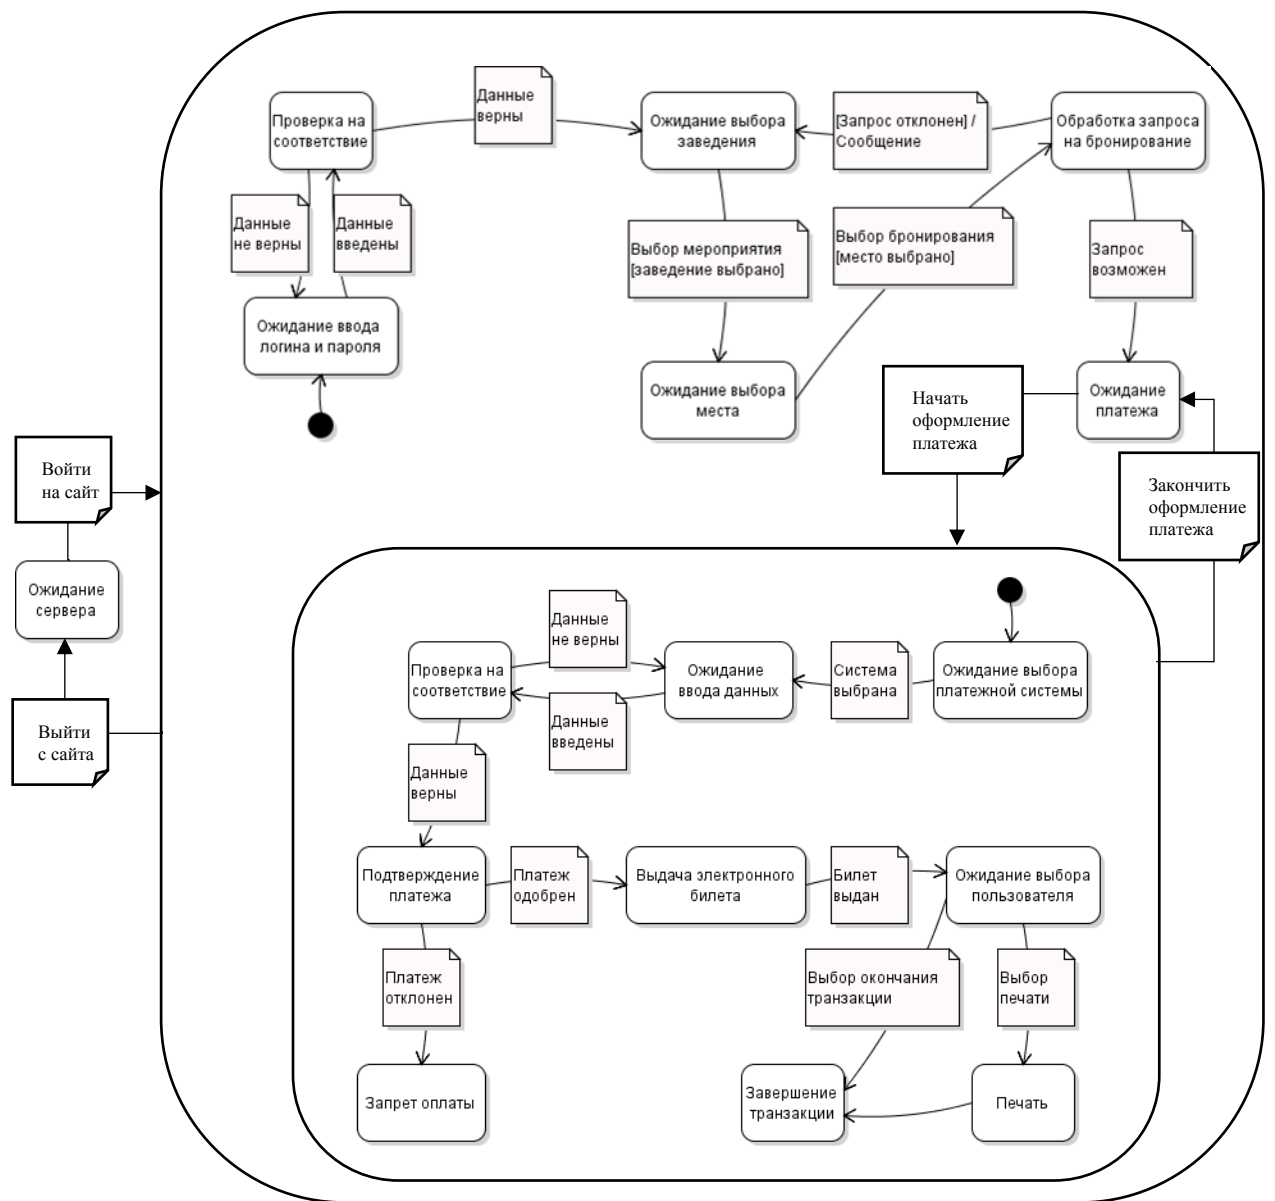 Данные
верны
Проверка на
соответствие
Ожидание выбора
заведения
[Запрос отклонен] /
Сообщение
Обработка запроса
на бронирование
Данные
не верны
Данные
введены
Выбор мероприятия
[заведение выбрано]
Выбор бронирования
[место выбрано]
Запрос
возможен
Ожидание ввода
логина и пароля
Ожидание выбора
места
Начать
оформление
платежа
Ожидание
платежа
Войти
на сайт
Закончить
оформление
платежа
Ожидание
сервера
Данные
не верны
Проверка на
соответствие
Ожидание
ввода данных
Система
выбрана
Ожидание выбора
платежной системы
Данные
введены
Выйти
с сайта
Данные
верны
Подтверждение
платежа
Платеж
одобрен
Выдача электронного
билета
Билет
выдан
Ожидание выбора
пользователя
Платеж
отклонен
Выбор окончания
транзакции
Выбор
печати
Запрет оплаты
Завершение
транзакции
Печать